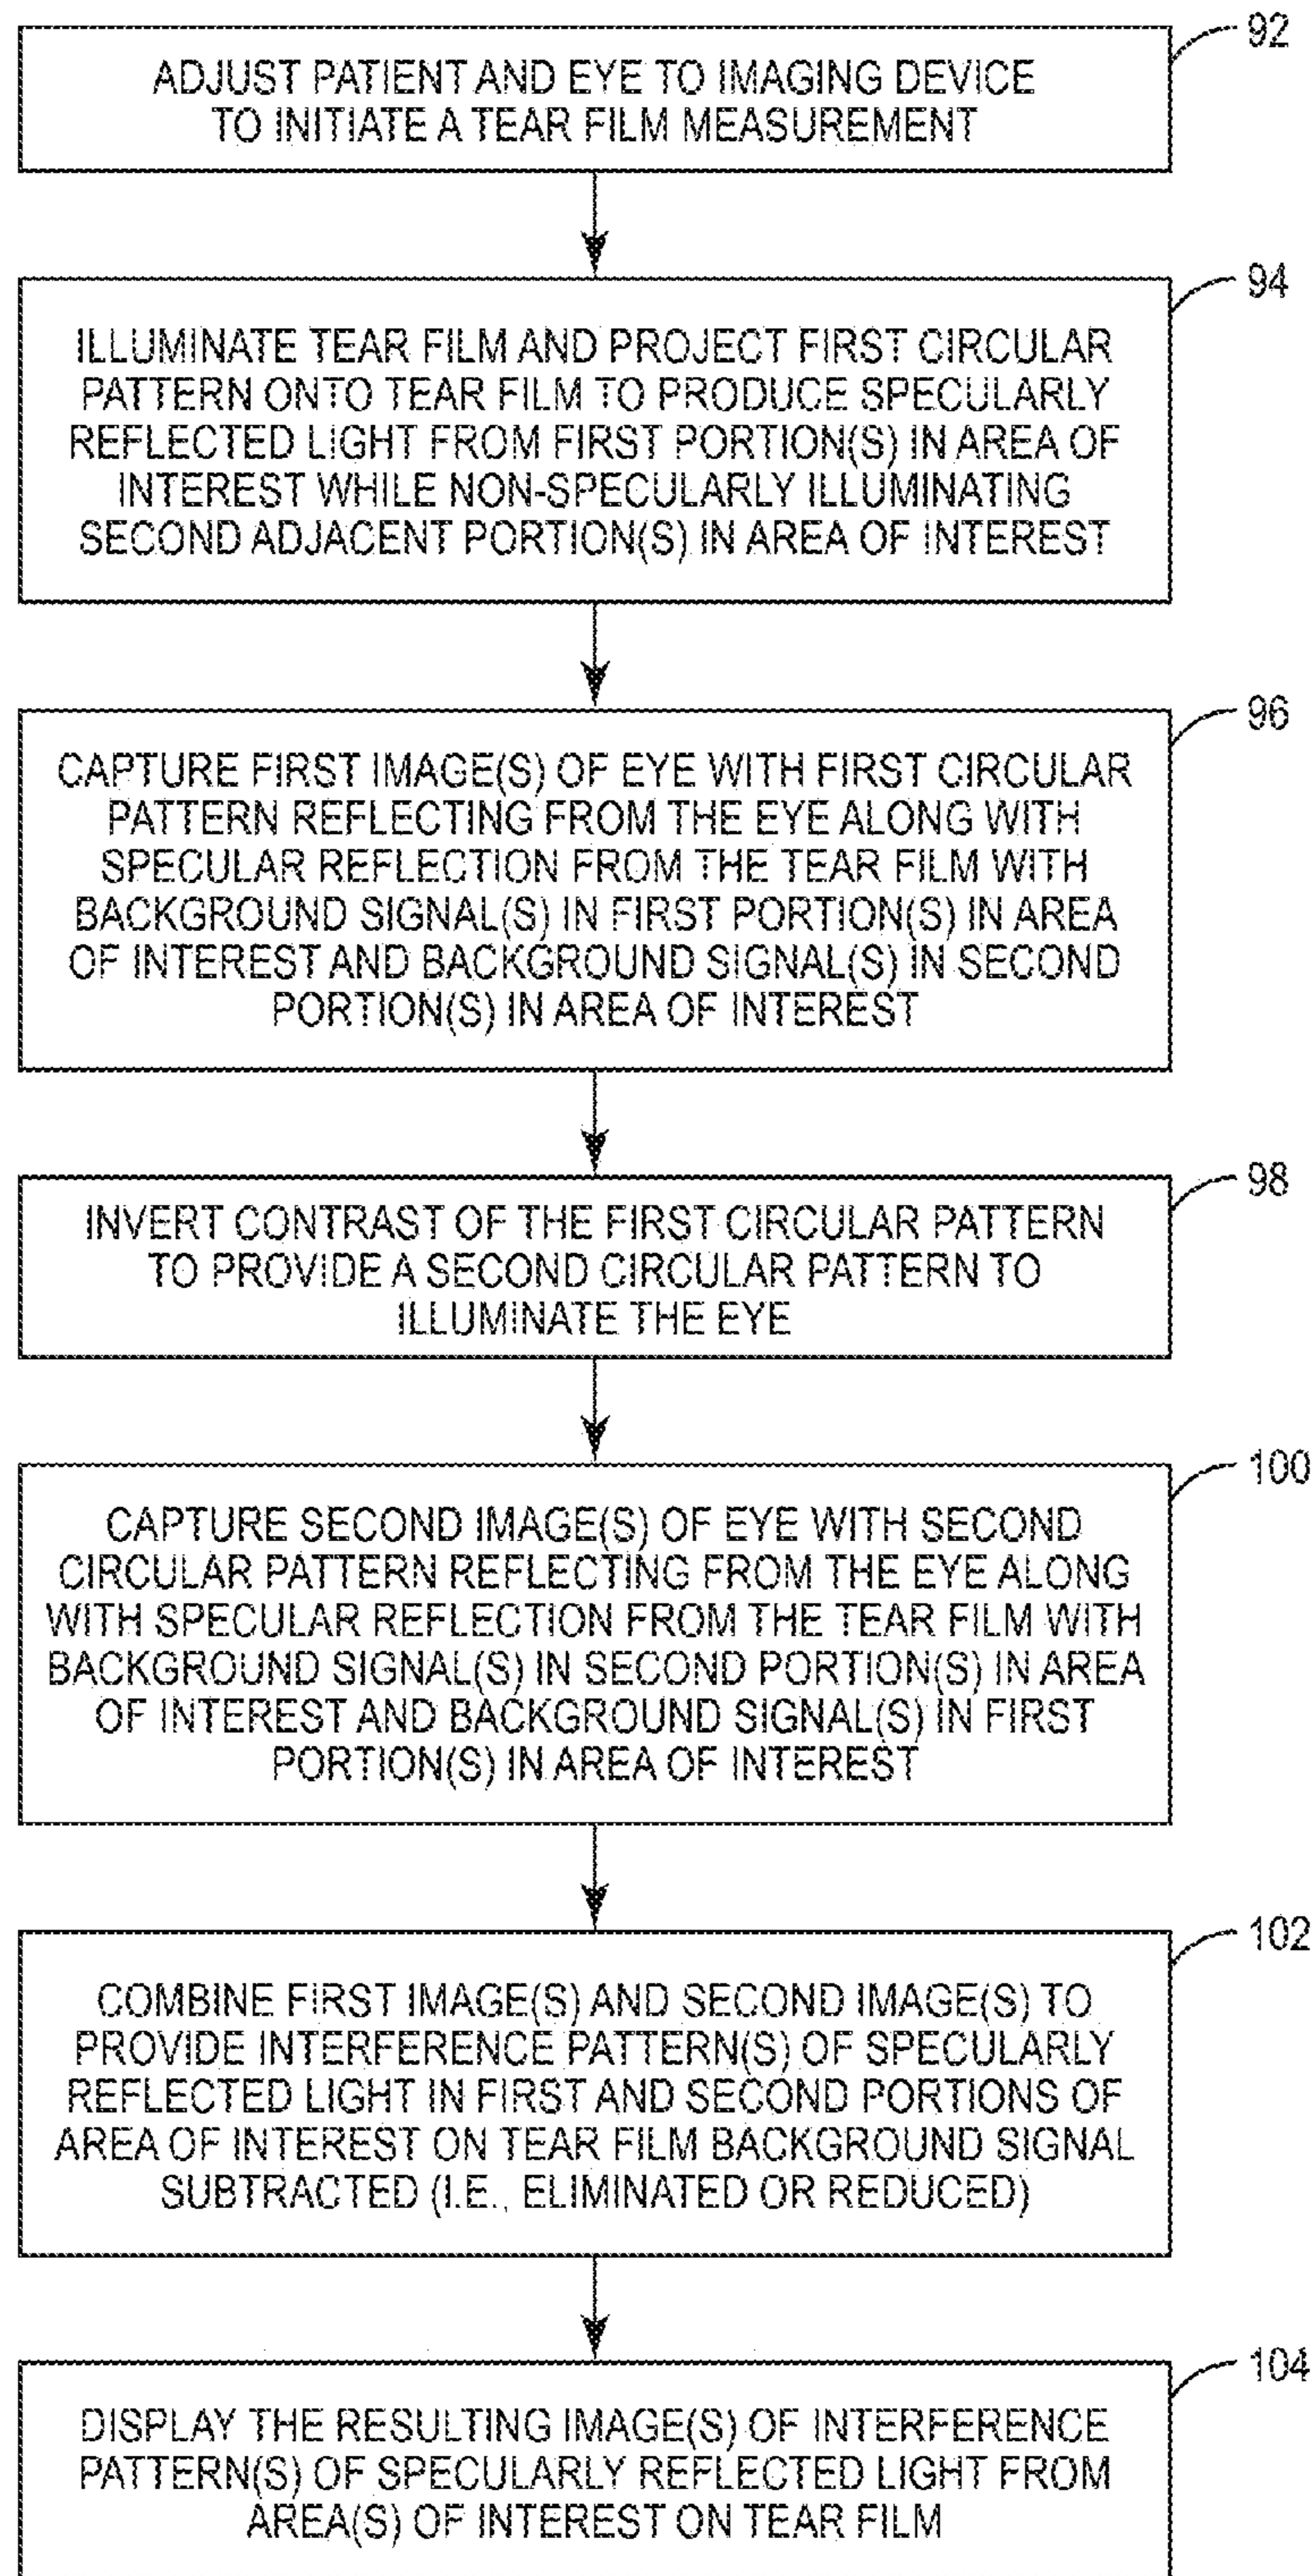 92
ADJUST PATIENT AND EYE TO IMAGING DEVICE
TO INITIATE A TEAR FILM MEASUREMENT
94
ILLUMINATE TEAR FILM AND PROJECT FIRST CIRCULAR
PATTERN ONTO TEAR FILM TO PRODUCE SPECULARLY
REFLECTED LIGHT FROM FIRST PORTION(S) IN AREA OF
INTEREST WHILE NON-SPECULARLY ILLUMINATING
SECOND ADJACENT PORTION(S) IN AREA OF INTEREST
96
CAPTURE FIRST IMAGE(S) OF EYE WITH FIRST CIRCULAR
PATTERN REFLECTING FROM THE EYE ALONG WITH
SPECULAR REFLECTION FROM THE TEAR FILM WITH
BACKGROUND SIGNAL(S) IN FIRST PORTION(S) IN AREA
OF INTEREST AND BACKGROUND SIGNAL(S) IN SECOND
PORTION(S) IN AREA OF INTEREST
98
INVERT CONTRAST OF THE FIRST CIRCULAR PATTERN
TO PROVIDE A SECOND CIRCULAR PATTERN TO
ILLUMINATE THE EYE
100
CAPTURE SECOND IMAGE(S) OF EYE WITH SECOND
CIRCULAR PATTERN REFLECTING FROM THE EYE ALONG
WITH SPECULAR REFLECTION FROM THE TEAR FILM WITH
BACKGROUND SIGNAL(S) IN SECOND PORTION(S) IN AREA
OF INTEREST AND BACKGROUND SIGNAL(S) IN FIRST
PORTION(S) IN AREA OF INTEREST
102
COMBINE FIRST IMAGE(S) AND SECOND IMAGE(S) TO
PROVIDE INTERFERENCE PATTERN(S) OF SPECULARLY
REFLECTED LIGHT IN FIRST AND SECOND PORTIONS OF
AREA OF INTEREST ON TEAR FILM BACKGROUND SIGNAL
SUBTRACTED (I.E., ELIMINATED OR REDUCED)
104
DISPLAY THE RESULTING IMAGE(S) OF INTERFERENCE
PATTERN(S) OF SPECULARLY REFLECTED LIGHT FROM
AREA(S) OF INTEREST ON TEAR FILM